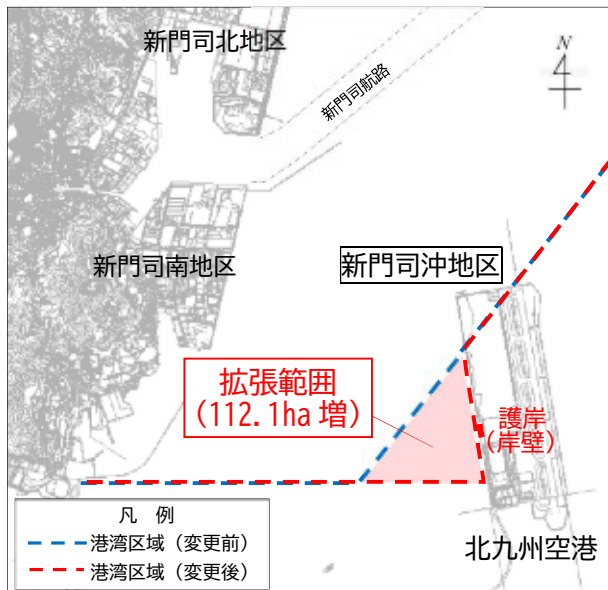 新門司北地区
N
新門司航路
新門司南地区
新門司沖地区
拡張範囲
(112.1ha 増)
護岸
(岸壁)
北九州空港
凡 例
港湾区域（変更前）
港湾区域（変更後）